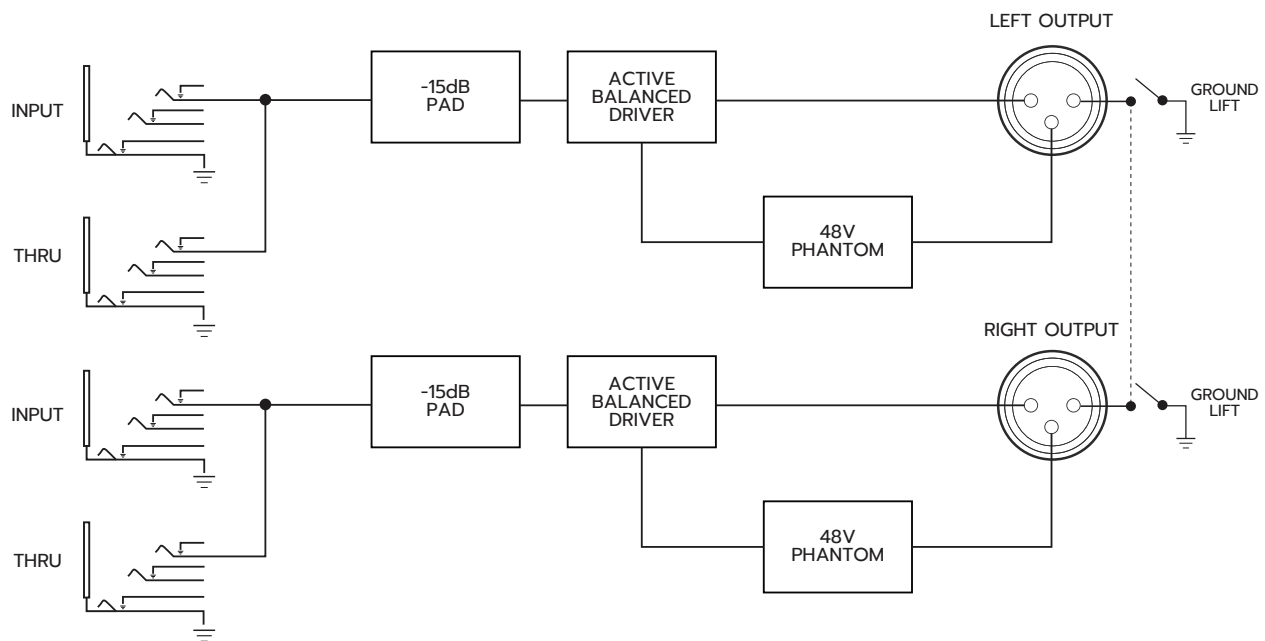 LEFT OUTPUT
INPUT
-15dB
PAD
ACTIVE
BALANCED
DRIVER
GROUND
LIFT
THRU
48V
PHANTOM
RIGHT OUTPUT
INPUT
-15dB
PAD
ACTIVE
BALANCED
DRIVER
GROUND
LIFT
THRU
48V
PHANTOM